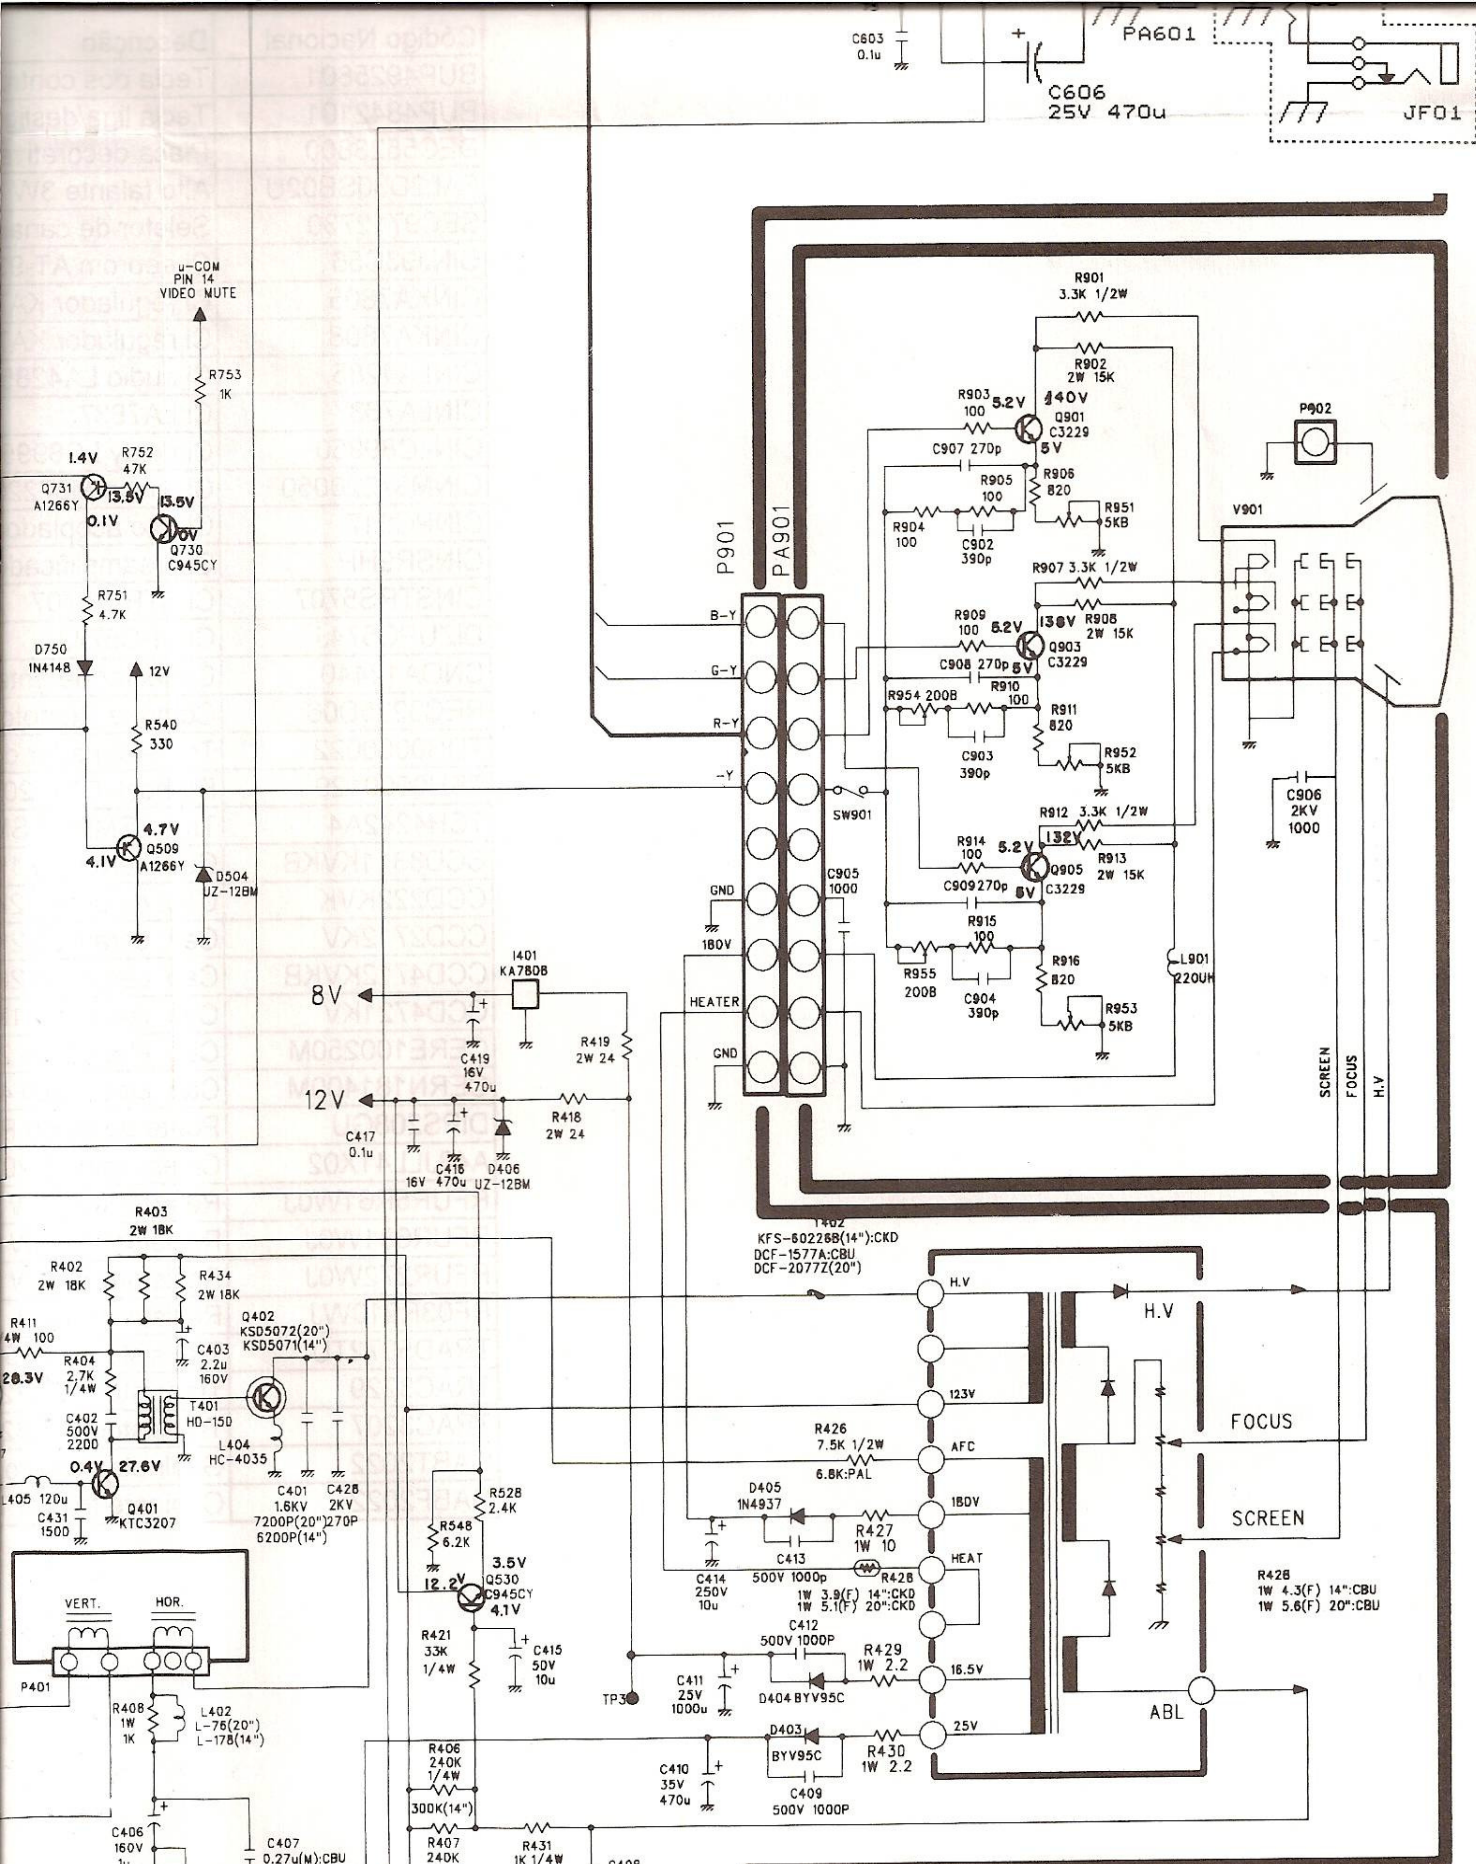 C603
0.1u
+
C606
25V 470u
PA601
JF01
u-COM
PIN 14
VIDEO MUTE
R753
1K
1.4V
R752
47K
Q731
A1266Y
13.5V
13.5V
0.1V
0V
Q730
C945CY
R751
4.7K
D750
1N4148
12V
R540
330
4.7V
Q509
A1266Y
4.1V
D504
UZ-12BM
P901
PA901
B-Y
G-Y
R-Y
-Y
GND
180V
HEATER
GND
SW901
C905
1000
R901
3.3K 1/2W
R902
2W 15K
R903
100
5.2V
140V
Q901
C3229
5V
C907 270p
R905
100
R906
820
R904
100
C902
390p
R951
5KB
R907 3.3K 1/2W
R909
100
5.2V
138V
R908
2W 15K
Q903
C3229
C908 270p
5V
R954 200B
R910
100
R911
820
C903
390p
R952
5KB
R912 3.3K 1/2W
R914
100
5.2V
132V
R913
2W 15K
Q905
C3229
C909 270p
5V
R915
100
R955
200B
C904
390p
R916
820
R953
5KB
L901
220UH
P902
V901
C906
2KV
1000
SCREEN
FOCUS
H.V
I401
KA7808
8V
C419
16V
470u
R419
2W 24
12V
R418
2W 24
C417
0.1u
C416
16V 470u
D406
UZ-12BM
R403
2W 18K
R402
2W 18K
R434
2W 18K
R411
1/4W 100
28.3V
R404
2.7K
1/4W
C403
2.2u
160V
Q402
KSD5072(20")
KSD5071(14")
C402
500V
2200
T401
HD-15D
L404
HC-4035
0.4V
27.6V
L405 120u
C431
1500
Q401
KTC3207
C401
1.6KV
7200P(20")
6200P(14")
C428
2KV
270P
VERT.
HOR.
P401
R408
1W
1K
L402
L-76(20")
L-178(14")
C406
160V
1u
C407
0.27u(M):CBU
R528
2.4K
R548
6.2K
3.5V
12.2V
Q530
C945CY
4.1V
R421
33K
1/4W
C415
50V
10u
R406
240K
1/4W
300K(14")
R407
240K
R431
1K 1/4W
T402
KFS-60226B(14"):CKD
DCF-1577A:CBU
DCF-2077Z(20")
H.V
123V
AFC
180V
HEAT
16.5V
25V
R426
7.5K 1/2W
6.8K:PAL
D405
1N4937
R427
1W 10
C413
500V 1000p
C414
250V
10u
R428
1W 3.9(F) 14":CKD
1W 5.1(F) 20":CKD
C412
500V 1000P
R429
1W 2.2
TP3
C411
25V
1000u
D404 BYV95C
D403
BYV95C
R430
1W 2.2
C410
35V
470u
C409
500V 1000P
H.V
FOCUS
SCREEN
R428
1W 4.3(F) 14":CBU
1W 5.6(F) 20":CBU
ABL